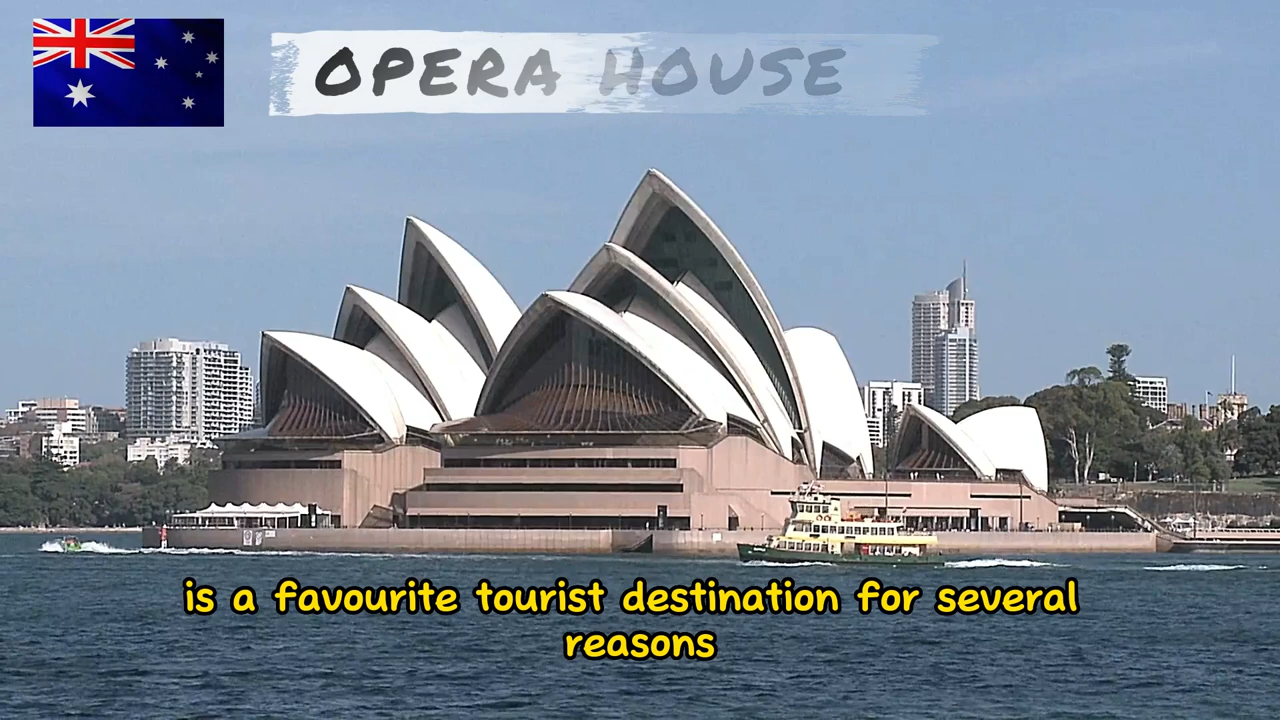 OPERA HOUSE
is a favourite tourist destination for several
reasons